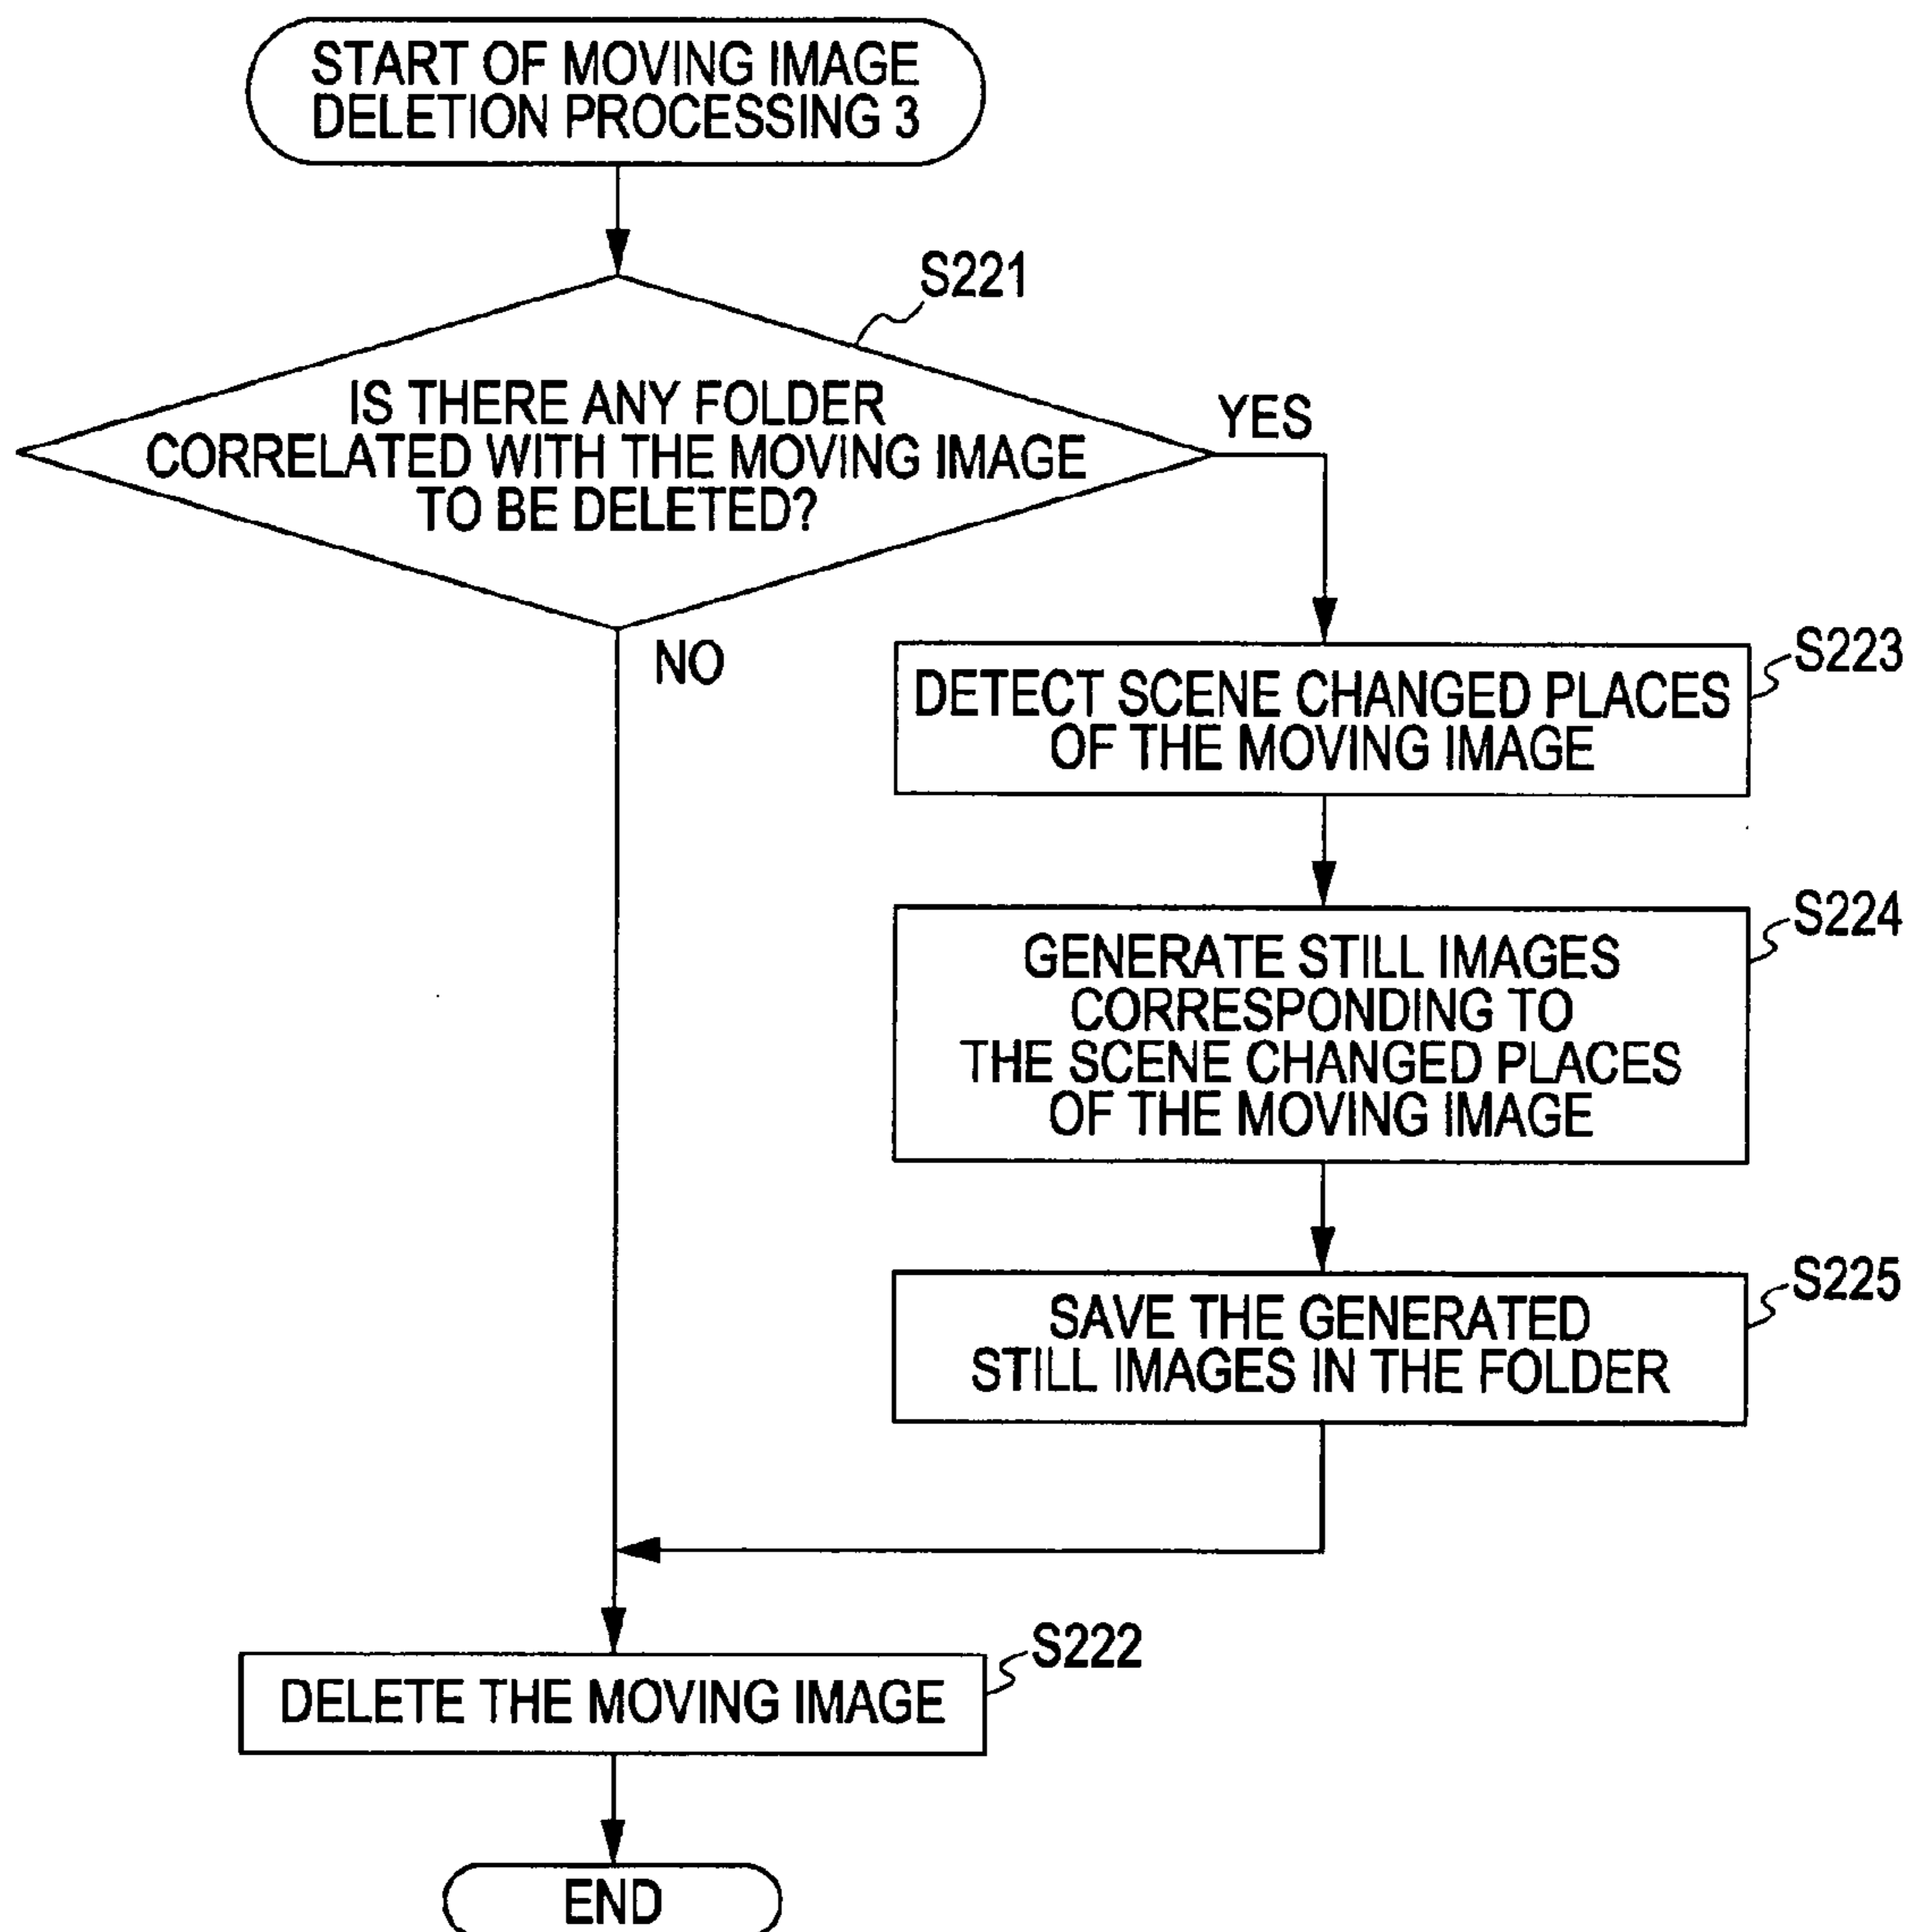 START OF MOVING IMAGE
DELETION PROCESSING 3
S221
IS THERE ANY FOLDER
CORRELATED WITH THE MOVING IMAGE
TO BE DELETED?
YES
NO
S223
DETECT SCENE CHANGED PLACES
OF THE MOVING IMAGE
S224
GENERATE STILL IMAGES
CORRESPONDING TO
THE SCENE CHANGED PLACES
OF THE MOVING IMAGE
S225
SAVE THE GENERATED
STILL IMAGES IN THE FOLDER
S222
DELETE THE MOVING IMAGE
END